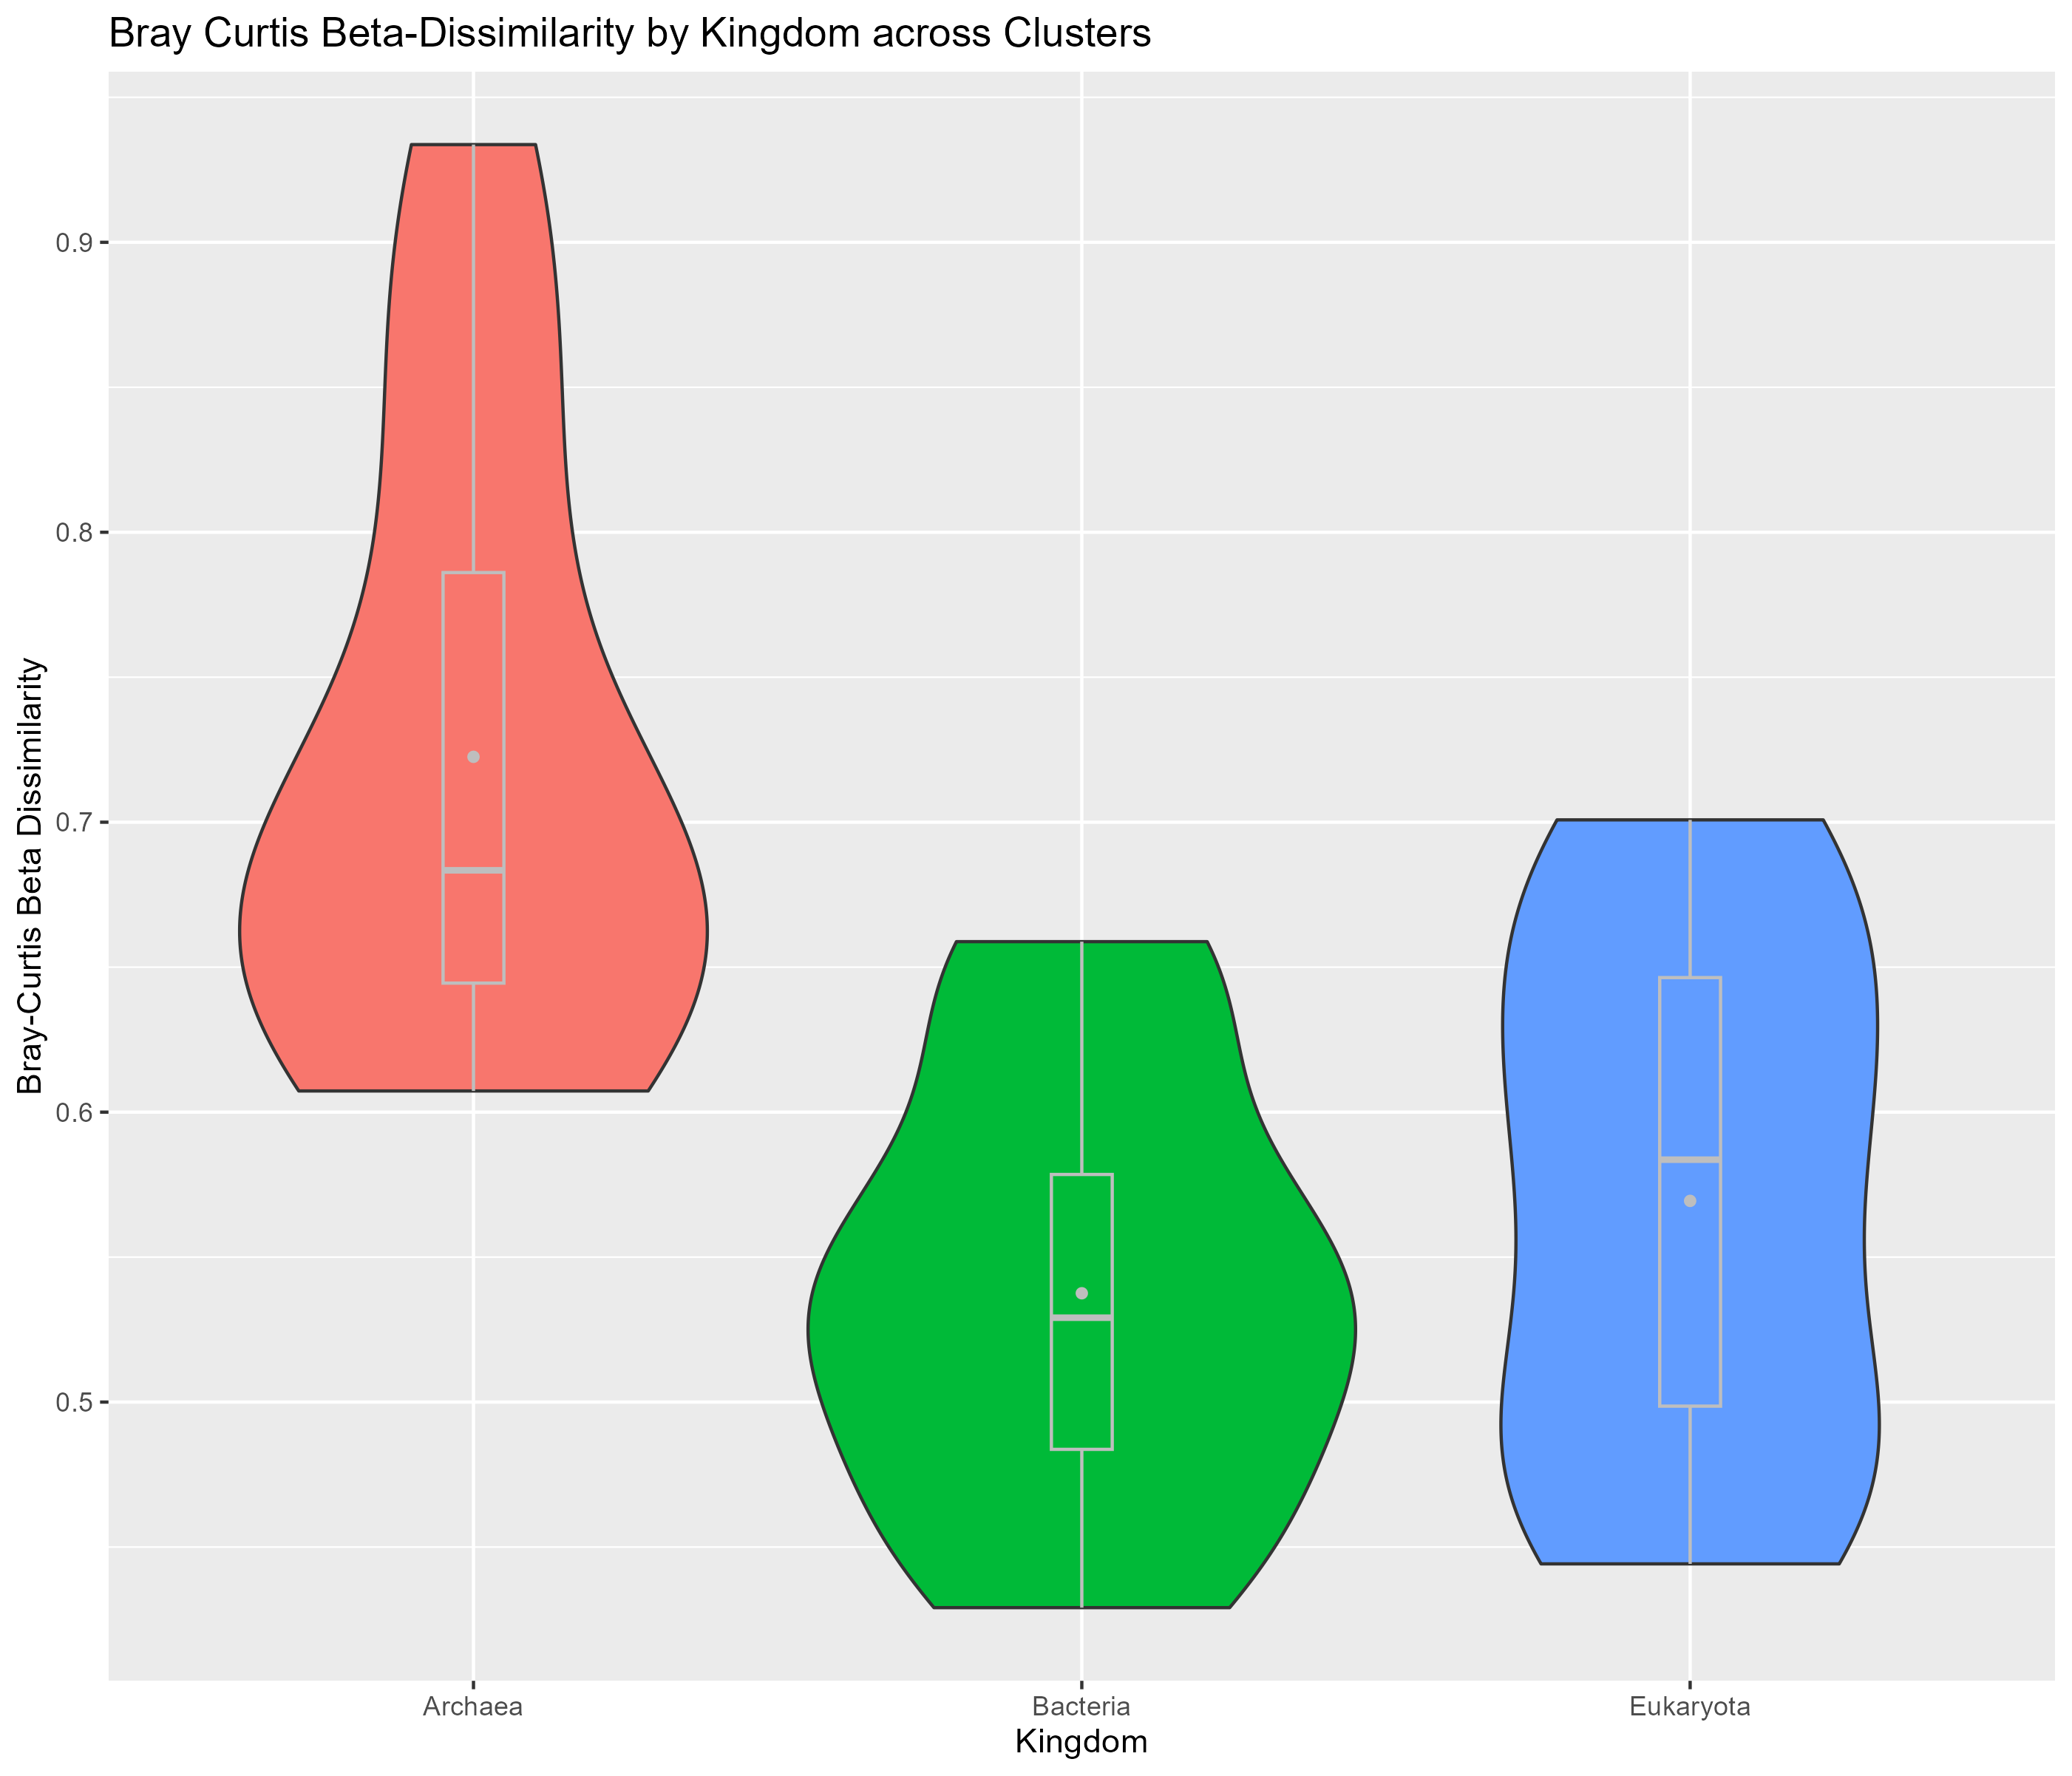 Bray Curtis Beta-Dissimilarity by Kingdom across Clusters
Bray-Curtis Beta Dissimilarity
0.9
0.8
0.7
0.6
0.5
Archaea Bacteria Eukaryota
Kingdom